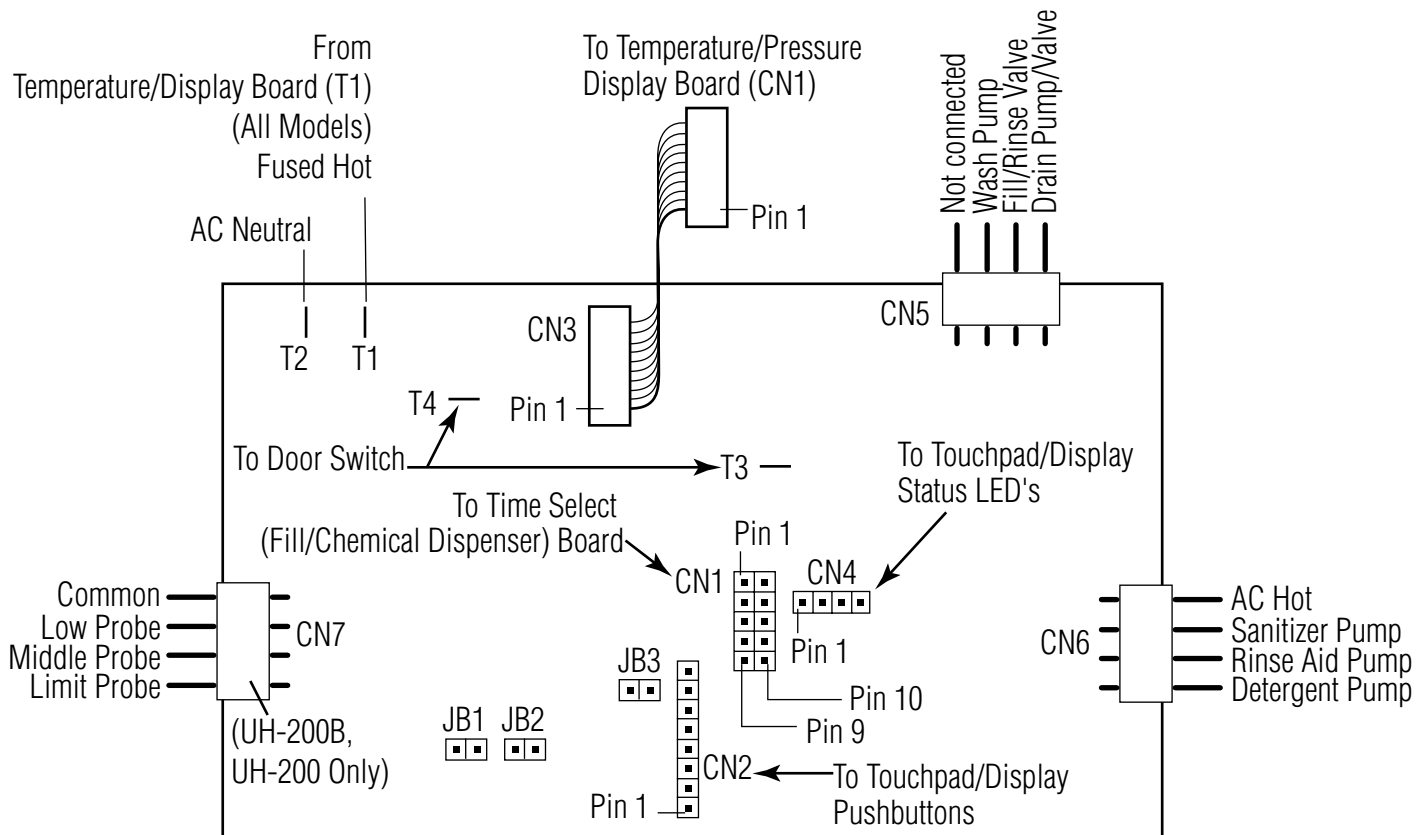 From
Temperature/Display Board (T1)
(All Models)
Fused Hot
AC Neutral
To Temperature/Pressure
Display Board (CN1)
Pin 1
Not connected
Wash Pump
Fill/Rinse Valve
Drain Pump/Valve
CN5
CN3
T2
T1
T4
Pin 1
To Door Switch
T3
To Touchpad/Display
Status LED's
To Time Select
(Fill/Chemical Dispenser) Board
Pin 1
CN1
CN4
Pin 1
Common
Low Probe
Middle Probe
Limit Probe
CN7
(UH-200B,
UH-200 Only)
CN6
AC Hot
Sanitizer Pump
Rinse Aid Pump
Detergent Pump
JB3
Pin 10
Pin 9
JB1
JB2
CN2
To Touchpad/Display
Pushbuttons
Pin 1